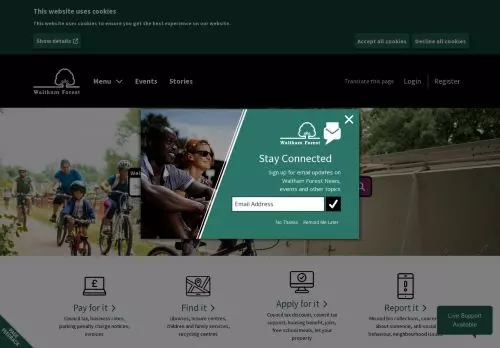 This website uses cookies
This website uses cookies to ensure you get the best experience on our website.
Show details
Accept all cookies
Decline all cookies
Waltham Forest
Menu
Events
Stories
Translate this page
Login
Register
Waltham Forest
Stay Connected
Sign up for email updates on
Waltham Forest News,
events and other topics
Email Address
No Thanks
Remind Me Later
Pay for it
Council tax, business rates,
parking penalty charge notices,
invoices
Find it
Libraries, leisure centres,
children and family services,
recycling centres
Apply for it
Council tax discount, council tax
support, housing benefit, jobs,
free school meals, let your
property
Report it
Missed bin collections, concern
about someone, anti-social
behaviour, neighbourhood issues
Live Support
Available
PAGE
FEEDBACK